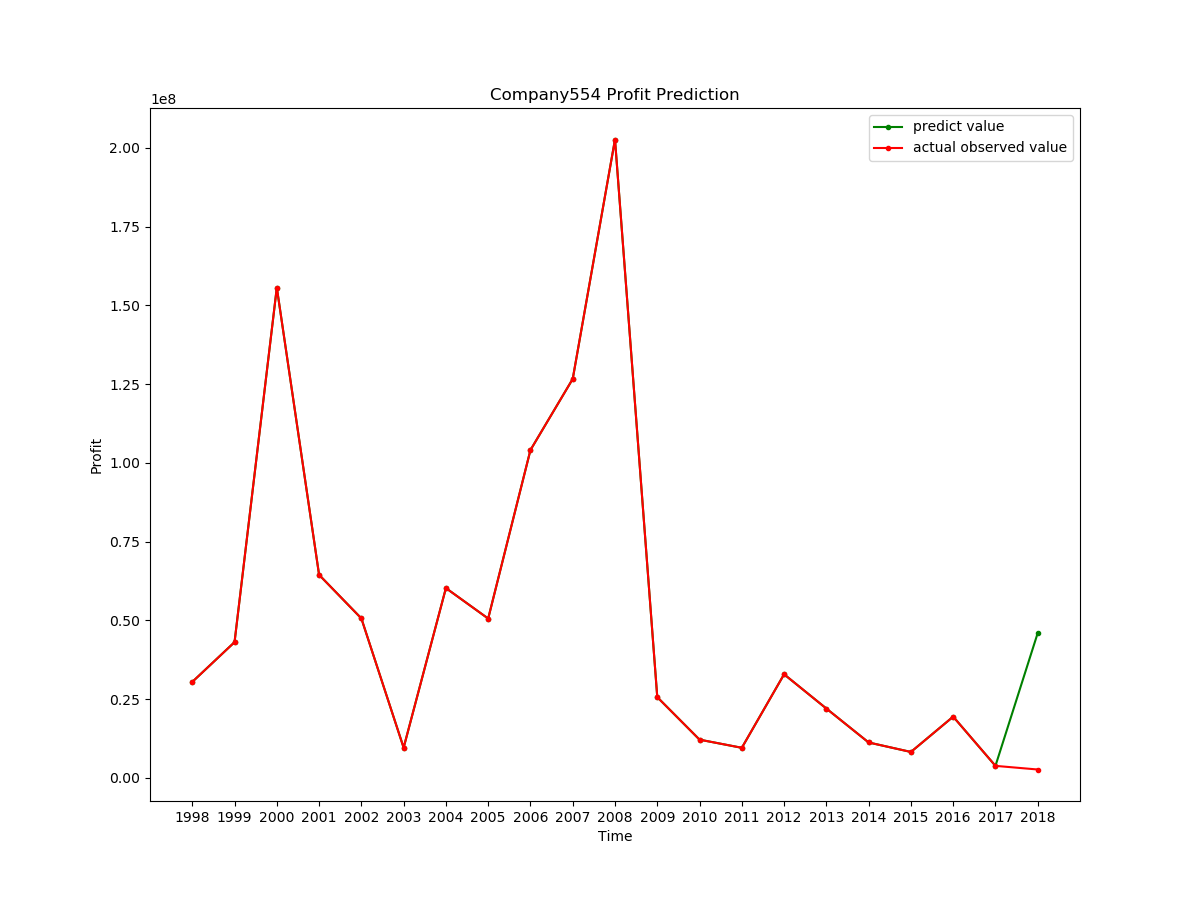 Company554 Profit Prediction
1e8
predict value
actual observed value
2.00
1.75
1.50
1.25
1.00
0.75
0.50
0.25
0.00
Profit
1998 1999 2000 2001 2002 2003 2004 2005 2006 2007 2008 2009 2010 2011 2012 2013 2014 2015 2016 2017 2018
Time